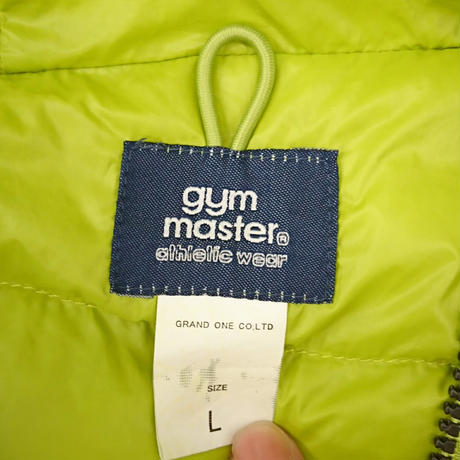 gym
master®
athletic wear
GRAND ONE CO.,LTD
SIZE
L